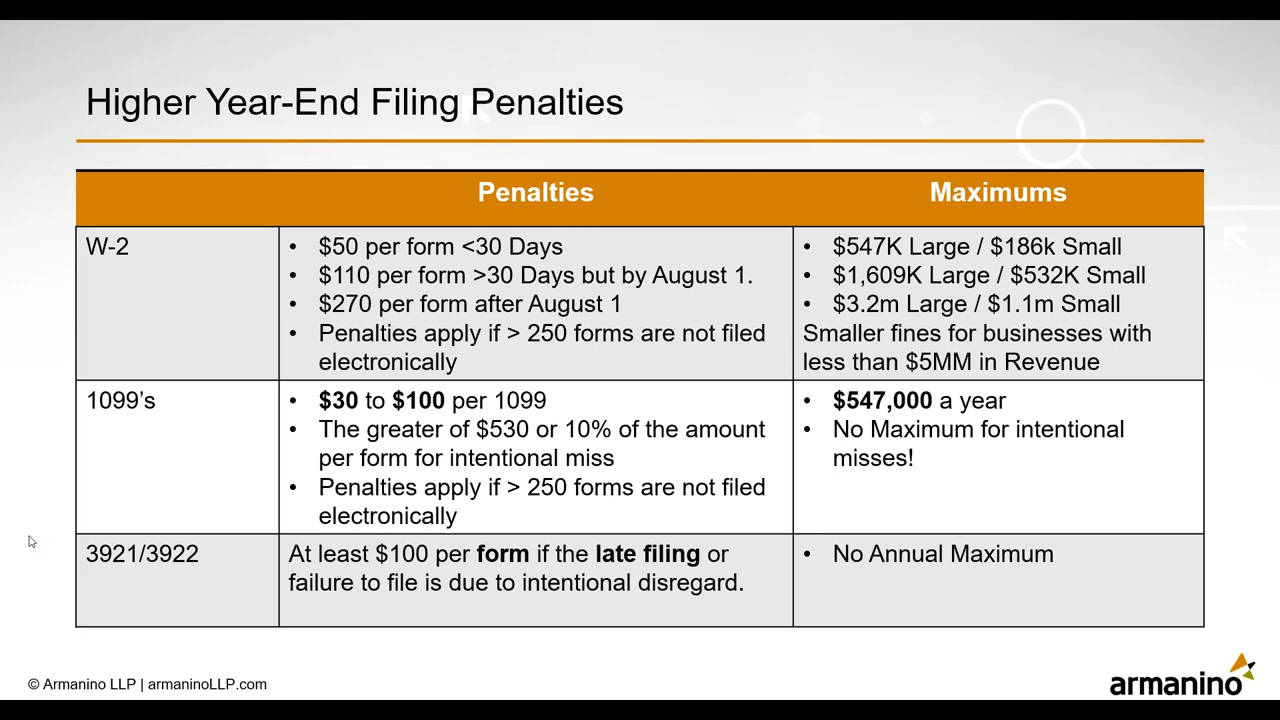 Higher Year-End Filing Penalties
Penalties
Maximums
W-2
• $50 per form <30 Days
• $110 per form >30 Days but by August 1.
• $270 per form after August 1
• Penalties apply if > 250 forms are not filed
electronically
• $547K Large / $186k Small
• $1,609K Large / $532K Small
• $3.2m Large / $1.1m Small
Smaller fines for businesses with
less than $5MM in Revenue
1099’s
• $30 to $100 per 1099
• The greater of $530 or 10% of the amount
per form for intentional miss
• Penalties apply if > 250 forms are not filed
electronically
• $547,000 a year
• No Maximum for intentional
misses!
3921/3922
At least $100 per form if the late filing or
failure to file is due to intentional disregard.
• No Annual Maximum
© Armanino LLP | armaninoLLP.com
armanino